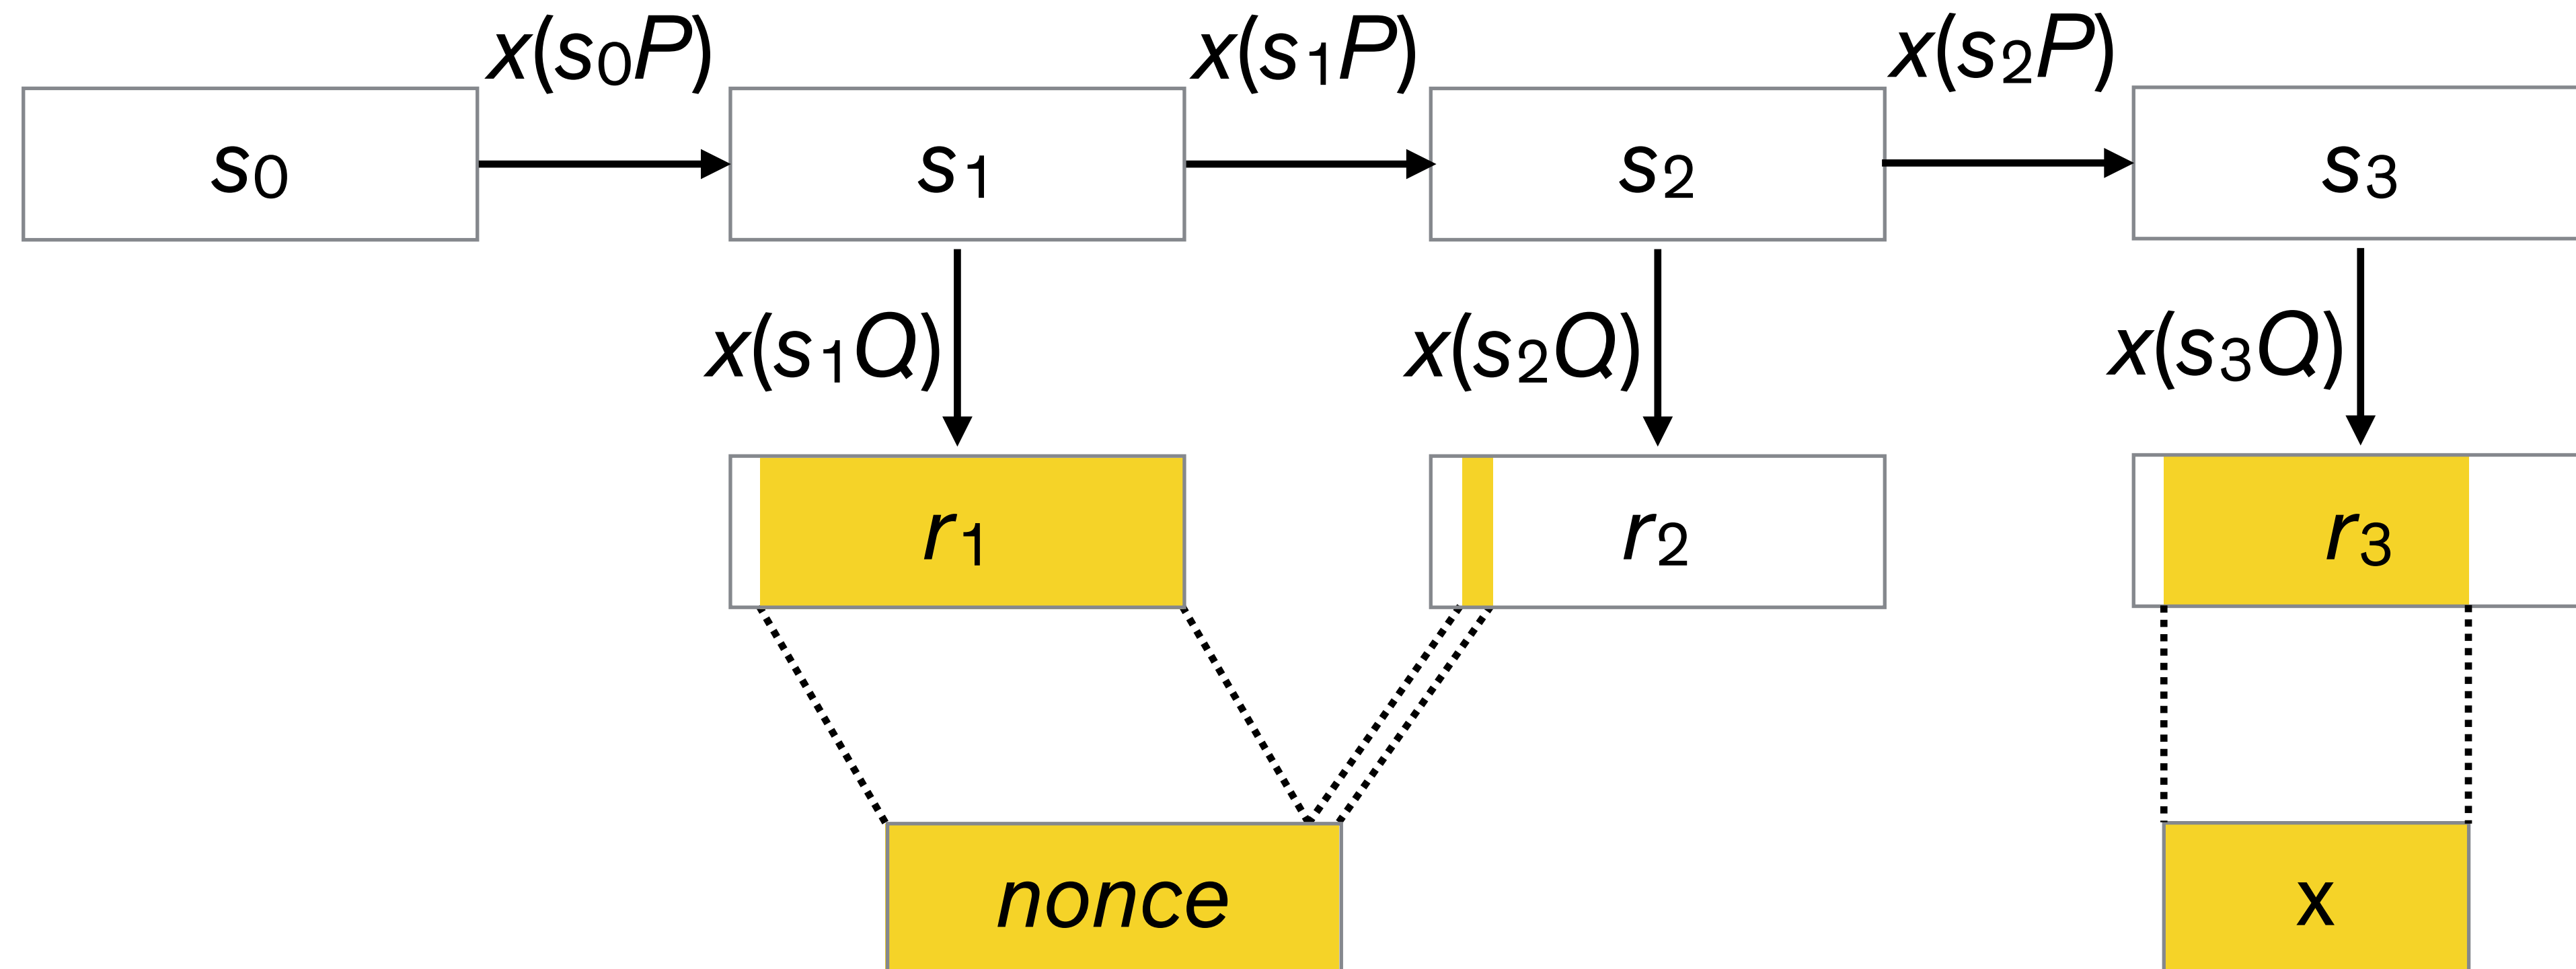 x(s₀P) x(s₁P) x(s₂P)
s₀ s₁ s₂ s₃
x(s₁Q) x(s₂Q) x(s₃Q)
r₁ r₂ r₃
nonce x